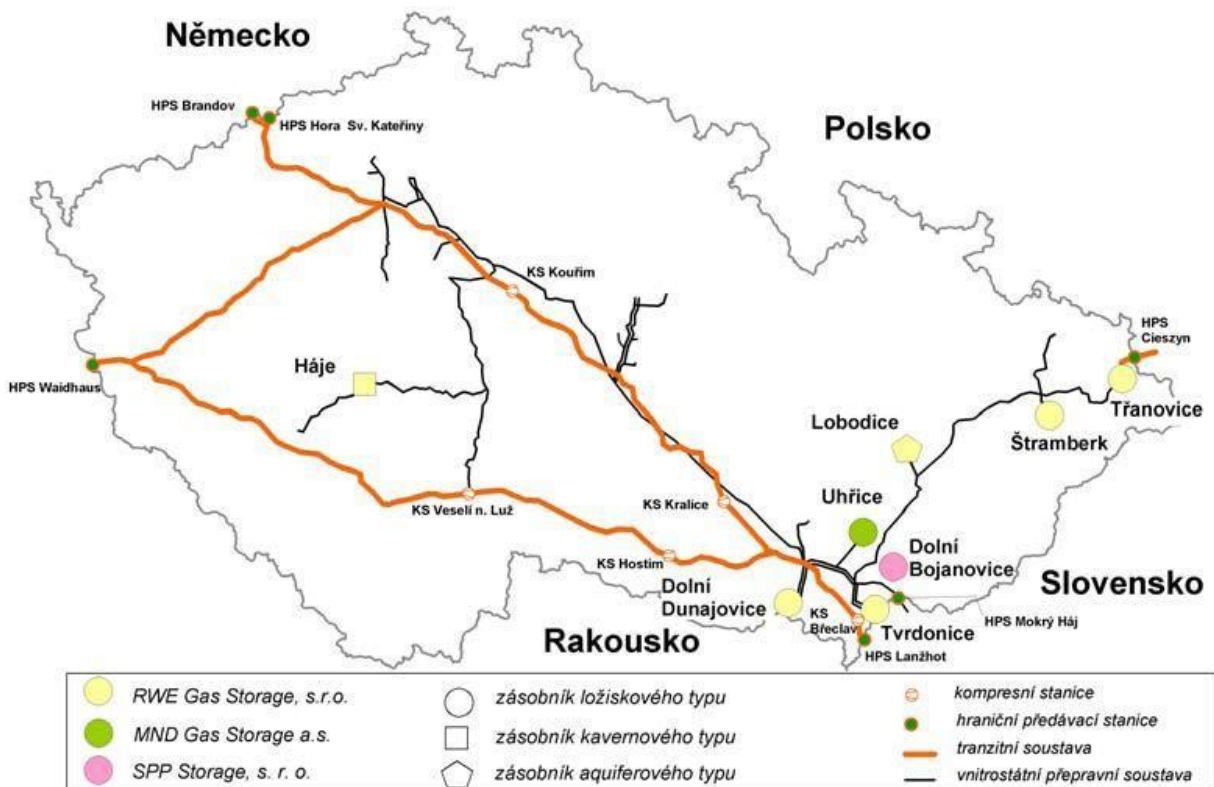 Německo
HPS Brandov
HPS Hora Sv. Kateřiny
Polsko
KS Kouřim
HPS
Cieszyn
HPS Waidhaus
Háje
Třanovice
Lobodice
Štramberk
Uhřice
KS Veselí n. Luž
KS Kralice
KS Hostim
Dolní
Bojanovice
Slovensko
Dolní
Dunajovice
KS
Břeclav
Tvrdonice
HPS Mokrý Háj
Rakousko
HPS Lanžhot
RWE Gas Storage, s.r.o.
zásobník ložiskového typu
kompresní stanice
hraniční předávací stanice
MND Gas Storage a.s.
zásobník kavernového typu
tranzitní soustava
SPP Storage, s. r. o.
zásobník aquiferového typu
vnitrostátní přepravní soustava